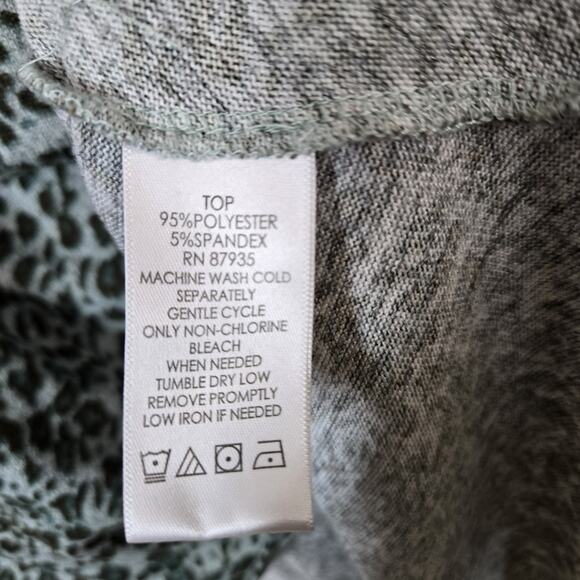 TOP
95%POLYESTER
5%SPANDEX
RN 87935
MACHINE WASH COLD
SEPARATELY
GENTLE CYCLE
ONLY NON-CHLORINE
BLEACH
WHEN NEEDED
TUMBLE DRY LOW
REMOVE PROMPTLY
LOW IRON IF NEEDED